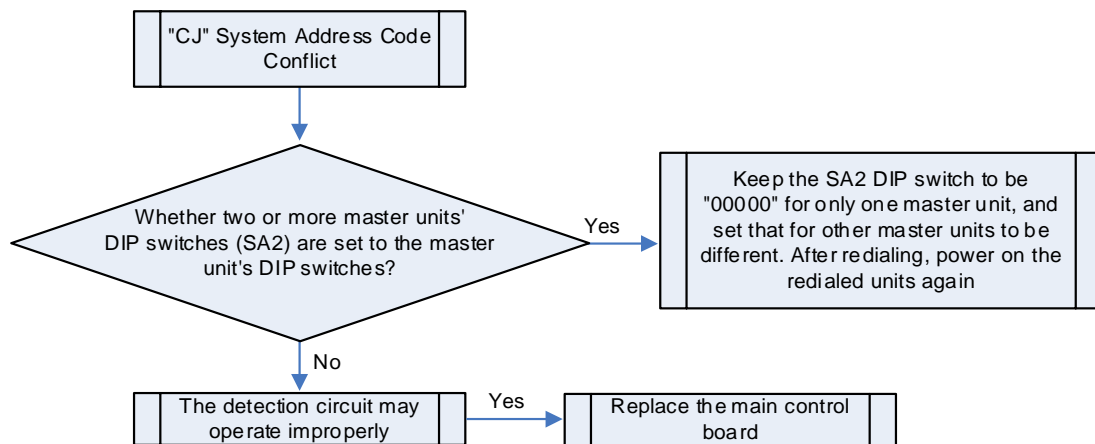 "CJ" System Address Code
Conflict
Whether two or more master units'
DIP switches (SA2) are set to the master
unit's DIP switches?
Yes
Keep the SA2 DIP switch to be
"00000" for only one master unit, and
set that for other master units to be
different. After redialing, power on the
redialed units again
No
The detection circuit may
operate improperly
Yes
Replace the main control
board